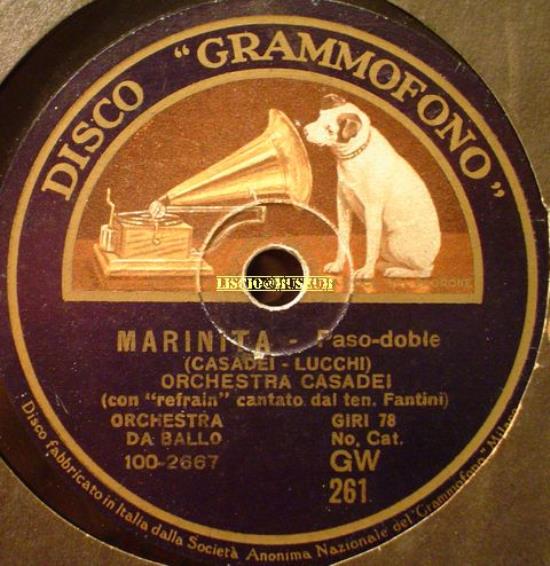 DISCO "GRAMMOFONO"
LISCIO@MUSEUM
MARINITA - Paso-doble
(CASADEI - LUCCHI)
ORCHESTRA CASADEI
(con "refrain" cantato dal ten. Fantini)
ORCHESTRA
DA BALLO
100-2667
GIRI 78
No. Cat.
GW
261
Disco fabbricato in Italia dalla Società Anonima Nazionale del "Grammofono" Milano